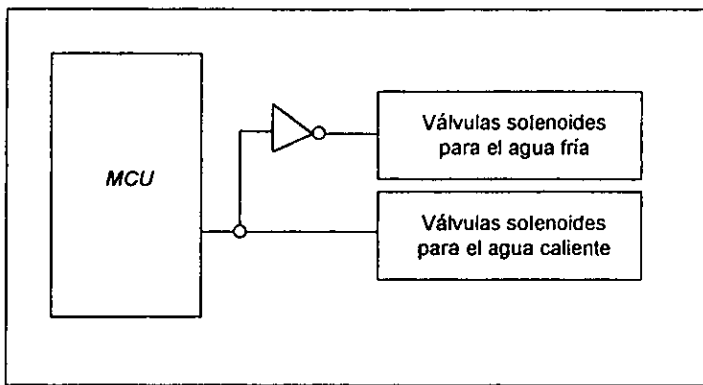 MCU
Válvulas solenoides
para el agua fría
Válvulas solenoides
para el agua caliente